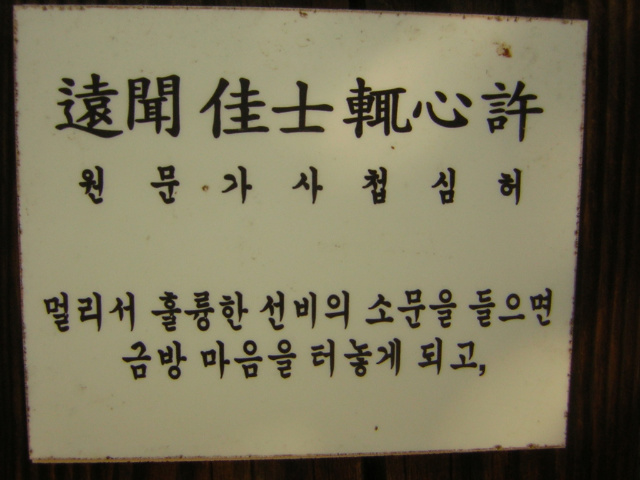 遠聞 佳士 輒心許
원 문 가 사 첩 심 허
멀리서 훌륭한 선비의 소문을 들으면
금방 마음을 터놓게 되고,